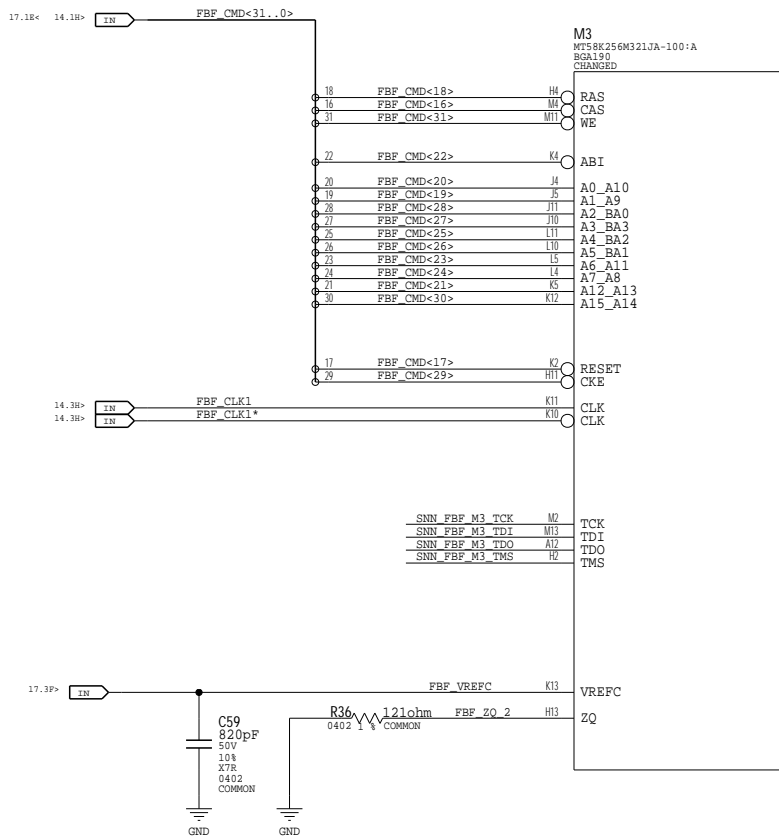 17.1E< 14.1H> IN FBF_CMD<31..0>
M3
MT58K256M321JA-100:A
BGA190
CHANGED
18 FBF_CMD<18> H4 RAS
16 FBF_CMD<16> M4 CAS
31 FBF_CMD<31> M11 WE
22 FBF_CMD<22> K4 ABI
20 FBF_CMD<20> J4 A0_A10
19 FBF_CMD<19> J5 A1_A9
28 FBF_CMD<28> J11 A2_BA0
27 FBF_CMD<27> J10 A3_BA3
25 FBF_CMD<25> L11 A4_BA2
26 FBF_CMD<26> L10 A5_BA1
23 FBF_CMD<23> L5 A6_A11
24 FBF_CMD<24> L4 A7_A8
21 FBF_CMD<21> K5 A12_A13
30 FBF_CMD<30> K12 A15_A14
17 FBF_CMD<17> K2 RESET
29 FBF_CMD<29> H11 CKE
14.3H> IN FBF_CLK1 K11 CLK
14.3H> IN FBF_CLK1* K10 CLK
SNN_FBF_M3_TCK M2 TCK
SNN_FBF_M3_TDI M13 TDI
SNN_FBF_M3_TDO A12 TDO
SNN_FBF_M3_TMS H2 TMS
17.3F> IN FBF_VREFC K13 VREFC
R36 121ohm FBF_ZQ_2 H13 ZQ
0402 1 % COMMON
C59
820pF
50V
10%
X7R
0402
COMMON
GND GND